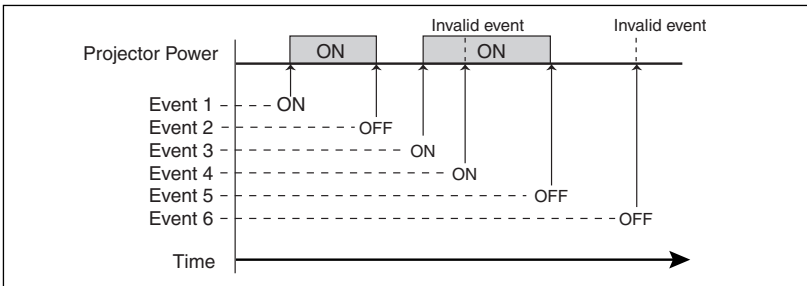 Invalid event Invalid event
Projector Power ON ON
Event 1 ON
Event 2 OFF
Event 3 ON
Event 4 ON
Event 5 OFF
Event 6 OFF
Time